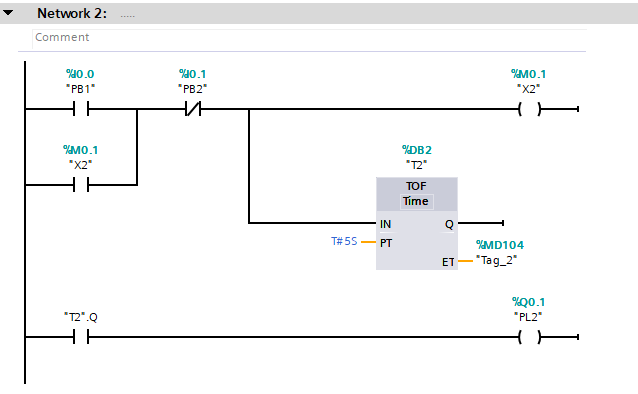 Network 2: .....
Comment
%I0.0 %I0.1 %M0.1
"PB1" "PB2" "X2"
%M0.1
"X2"
%DB2
"T2"
TOF
Time
IN Q
T#5S PT
%MD104
ET "Tag_2"
%Q0.1
"T2".Q "PL2"